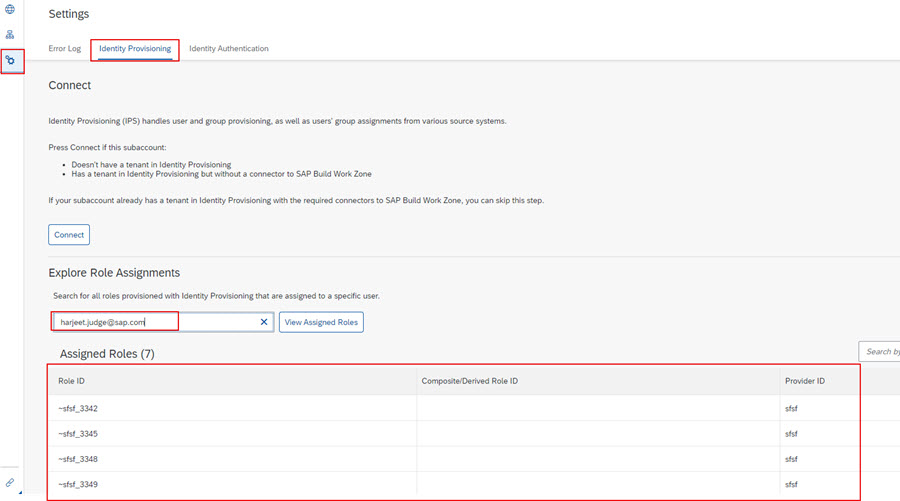 Settings
Error Log Identity Provisioning Identity Authentication
Connect
Identity Provisioning (IPS) handles user and group provisioning, as well as users' group assignments from various source systems.
Press Connect if this subaccount:
• Doesn't have a tenant in Identity Provisioning
• Has a tenant in Identity Provisioning but without a connector to SAP Build Work Zone
If your subaccount already has a tenant in Identity Provisioning with the required connectors to SAP Build Work Zone, you can skip this step.
Connect
Explore Role Assignments
Search for all roles provisioned with Identity Provisioning that are assigned to a specific user.
harjeet.judge@sap.com View Assigned Roles
Assigned Roles (7) Search by
Role ID Composite/Derived Role ID Provider ID
~sfsf_3342 sfsf
~sfsf_3345 sfsf
~sfsf_3348 sfsf
~sfsf_3349 sfsf